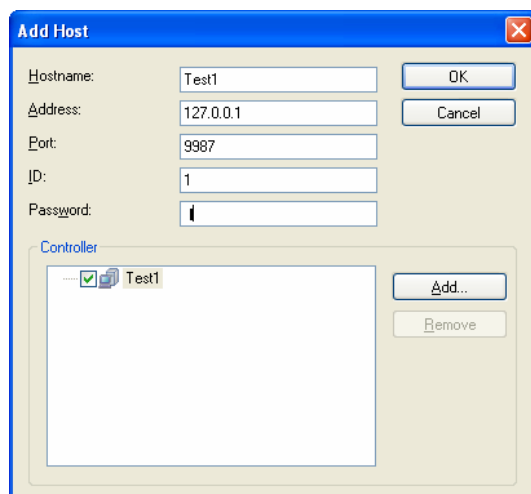 Add Host
Hostname: Test1
OK
Address: 127.0.0.1
Cancel
Port: 9987
ID: 1
Password:
Controller
Test1
Add...
Remove